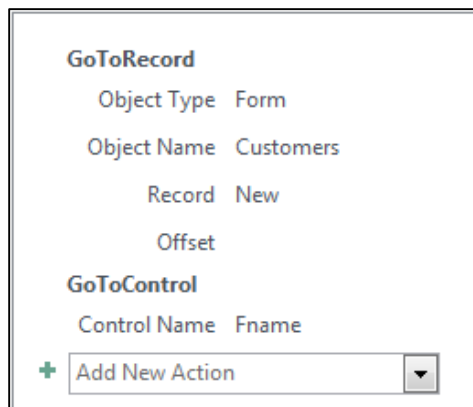 GoToRecord
Object Type Form
Object Name Customers
Record New
Offset
GoToControl
Control Name Fname
Add New Action